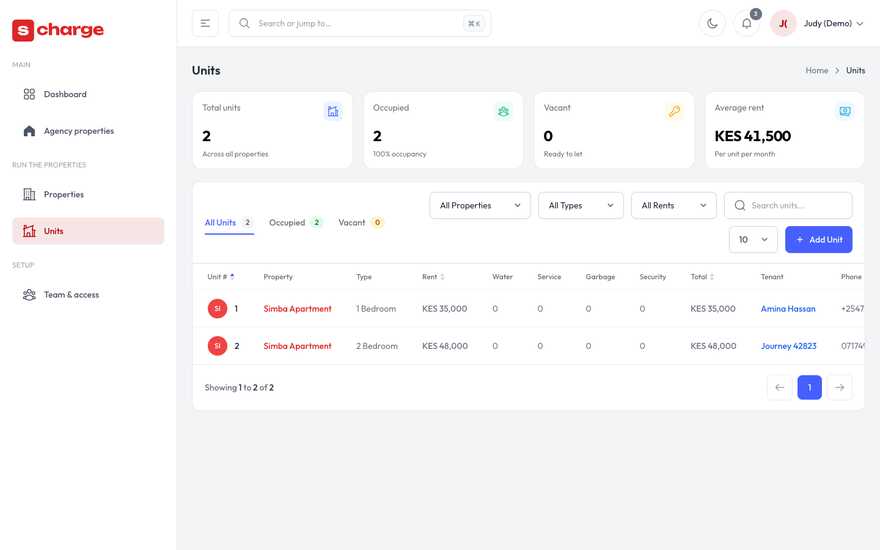 s charge
Search or jump to...
⌘ K
3
J( Judy (Demo)
MAIN
Dashboard
Agency properties
RUN THE PROPERTIES
Properties
Units
SETUP
Team & access
Units
Home > Units
Total units
2
Across all properties
Occupied
2
100% occupancy
Vacant
0
Ready to let
Average rent
KES 41,500
Per unit per month
All Units 2 Occupied 2 Vacant 0
All Properties All Types All Rents Search units...
10 + Add Unit
Unit # Property Type Rent Water Service Garbage Security Total Tenant Phone
SI 1 Simba Apartment 1 Bedroom KES 35,000 0 0 0 0 KES 35,000 Amina Hassan +2547
SI 2 Simba Apartment 2 Bedroom KES 48,000 0 0 0 0 KES 48,000 Journey 42823
Showing 1 to 2 of 2
← 1 →